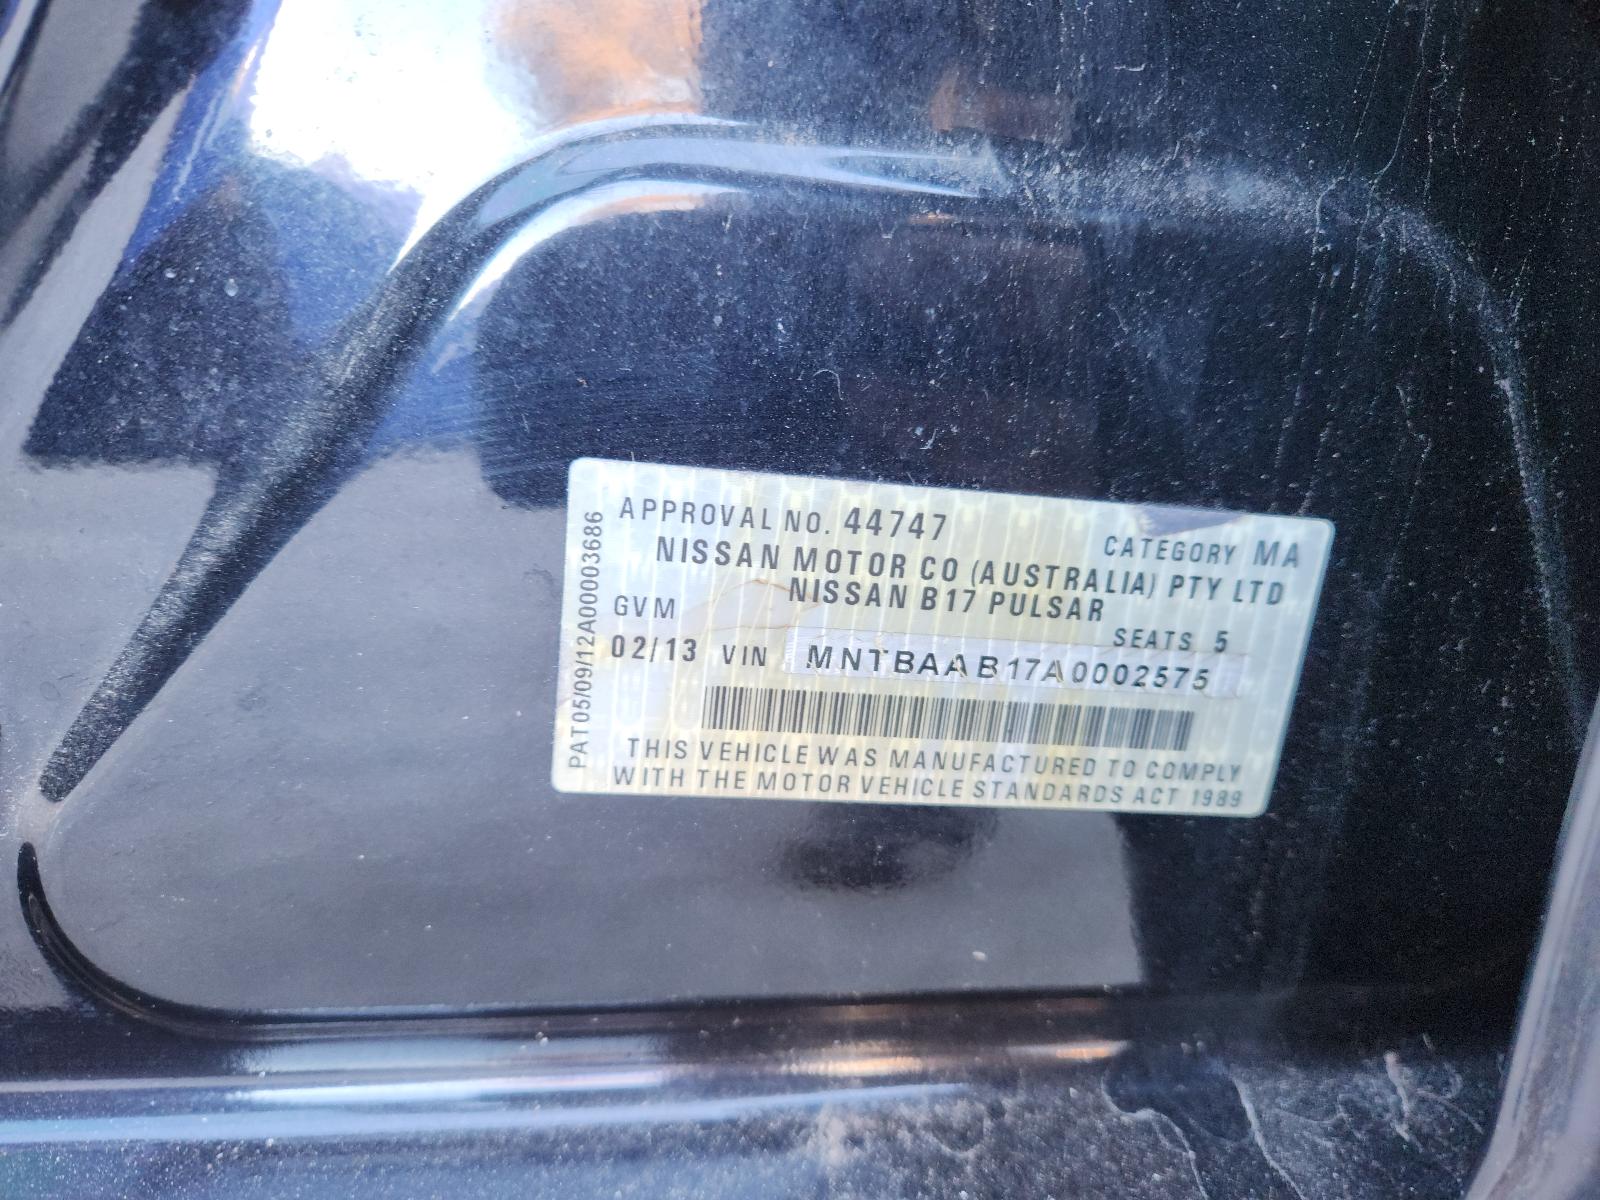 APPROVAL NO. 44747
CATEGORY MA
NISSAN MOTOR CO (AUSTRALIA) PTY LTD
NISSAN B17 PULSAR
GVM
SEATS 5
02/13 VIN MNTBAAB17A0002575
THIS VEHICLE WAS MANUFACTURED TO COMPLY
WITH THE MOTOR VEHICLE STANDARDS ACT 1989
PAT05/09/12A00003686